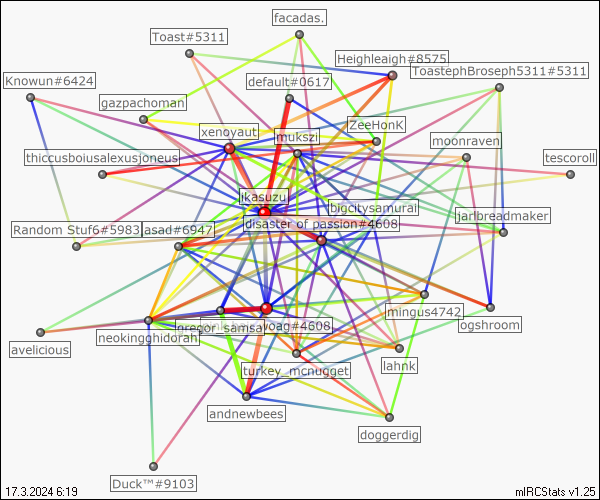 facadas.
Toast#5311
Heighleigh#8575
ToastephBroseph5311#5311
Knowun#6424
default#0617
gazpachoman
ZeeHonK
xenoyaut
mukszi
moonraven
thiccusboiusalexusjoneus
tescoroll
jkasuzu
bigcitysamurai
jarlbreadmaker
Random Stuf6#5983
asad#6947
disaster of passion#4608
mingus4742
ogshroom
gregor_samsa
voag#4608
neokingghidorah
avelicious
lahnk
turkey_mcnugget
andnewbees
doggerdig
Duck™#9103
17.3.2024 6:19
mIRCStats v1.25